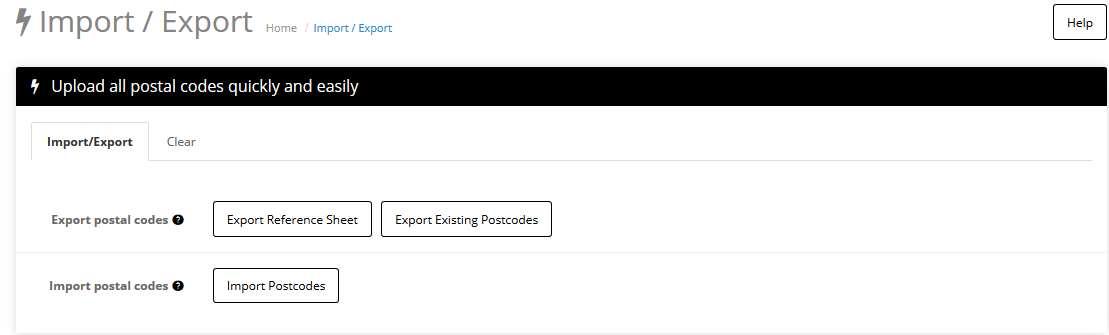 Import / Export Home / Import / Export Help
Upload all postal codes quickly and easily
Import/Export Clear
Export postal codes ? Export Reference Sheet Export Existing Postcodes
Import postal codes ? Import Postcodes